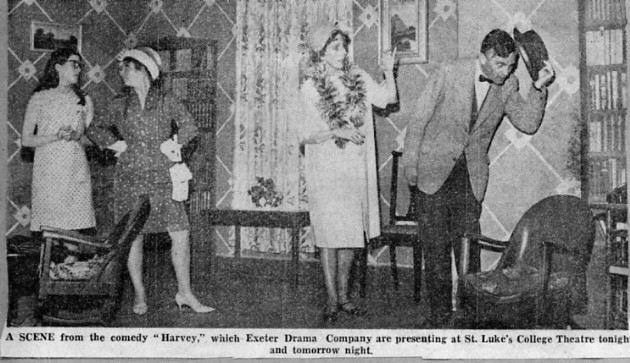 A SCENE from the comedy "Harvey," which Exeter Drama Company are presenting at St. Luke's College Theatre tonigh
and tomorrow night.